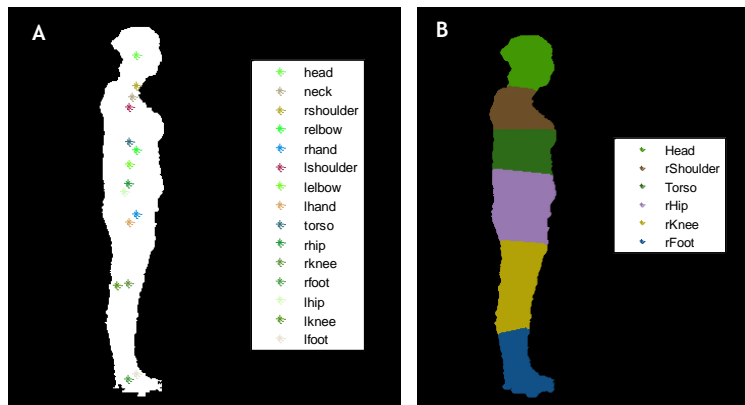 A
head
neck
rshoulder
relbow
rhand
lshoulder
lelbow
lhand
torso
rhip
rknee
rfoot
lhip
lknee
lfoot
B
Head
rShoulder
Torso
rHip
rKnee
rFoot